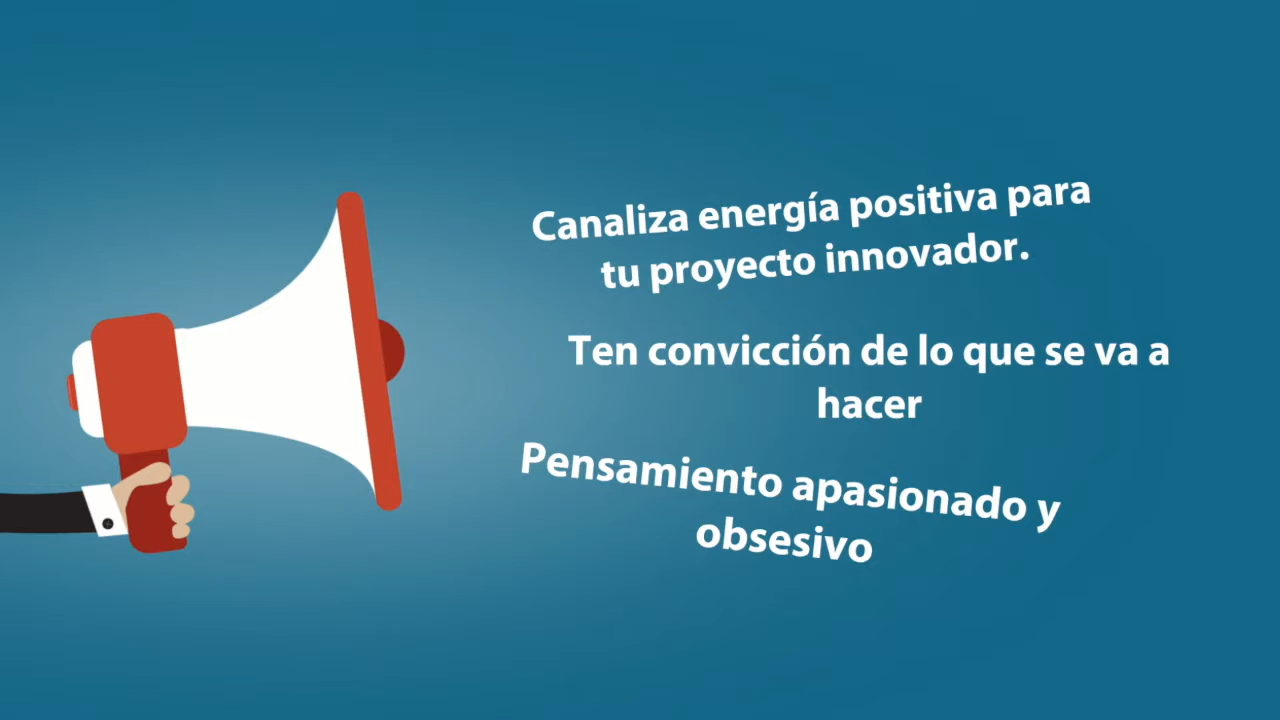 Canaliza energía positiva para
tu proyecto innovador.
Ten convicción de lo que se va a
hacer
Pensamiento apasionado y
obsesivo